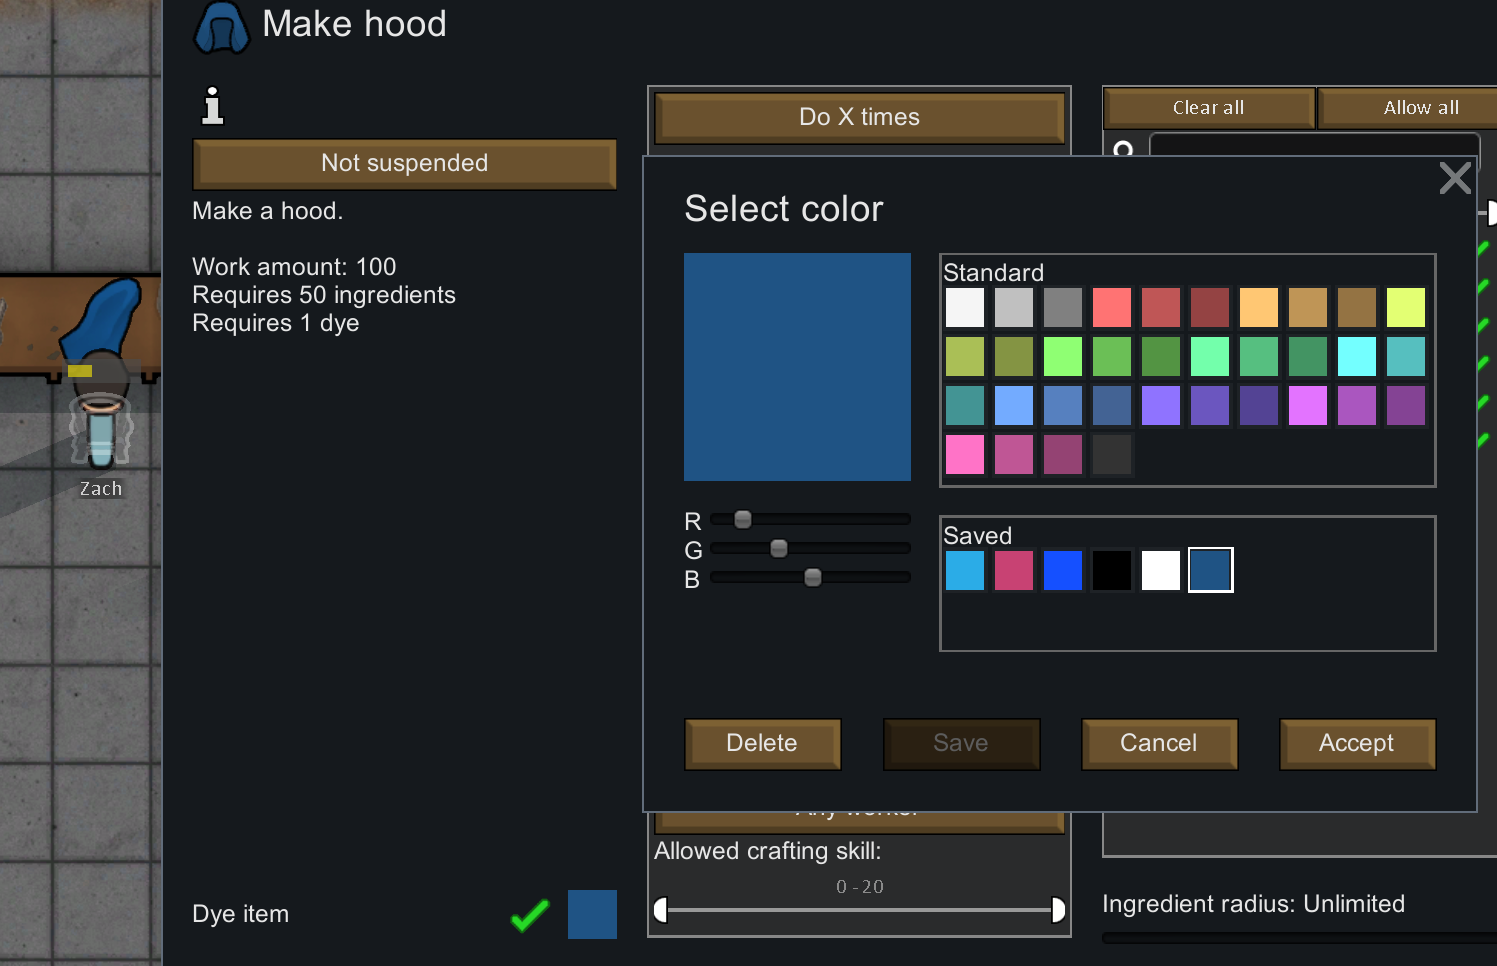 Make hood
Not suspended
Make a hood.
Work amount: 100
Requires 50 ingredients
Requires 1 dye
Zach
Dye item
Do X times
Clear all
Allow all
Select color
Standard
R
G
B
Saved
Delete
Save
Cancel
Accept
Any worker
Allowed crafting skill:
0 - 20
Ingredient radius: Unlimited